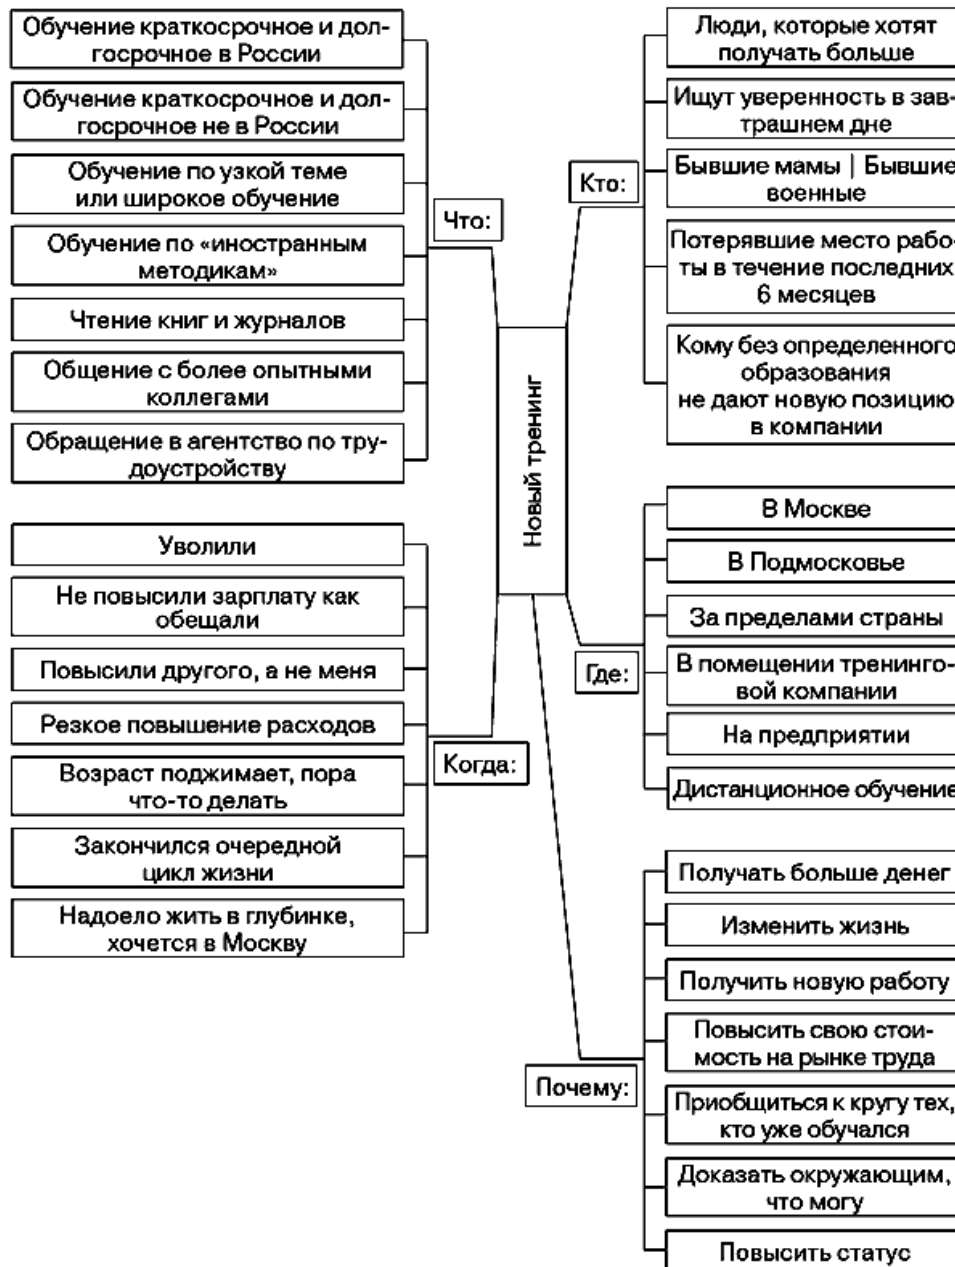 Обучение краткосрочное и дол-
госрочное в России
Обучение краткосрочное и дол-
госрочное не в России
Обучение по узкой теме
или широкое обучение
Обучение по «иностранным
методикам»
Чтение книг и журналов
Общение с более опытными
коллегами
Обращение в агентство по тру-
доустройству
Что:
Уволили
Не повысили зарплату как
обещали
Повысили другого, а не меня
Резкое повышение расходов
Возраст поджимает, пора
что-то делать
Закончился очередной
цикл жизни
Надоело жить в глубинке,
хочется в Москву
Когда:
Новый тренинг
Кто:
Люди, которые хотят
получать больше
Ищут уверенность в зав-
трашнем дне
Бывшие мамы | Бывшие
военные
Потерявшие место рабо-
ты в течение последних
6 месяцев
Кому без определенного
образования
не дают новую позицию
в компании
Где:
В Москве
В Подмосковье
За пределами страны
В помещении тренинго-
вой компании
На предприятии
Дистанционное обучение
Почему:
Получать больше денег
Изменить жизнь
Получить новую работу
Повысить свою стои-
мость на рынке труда
Приобщиться к кругу тех,
кто уже обучался
Доказать окружающим,
что могу
Повысить статус